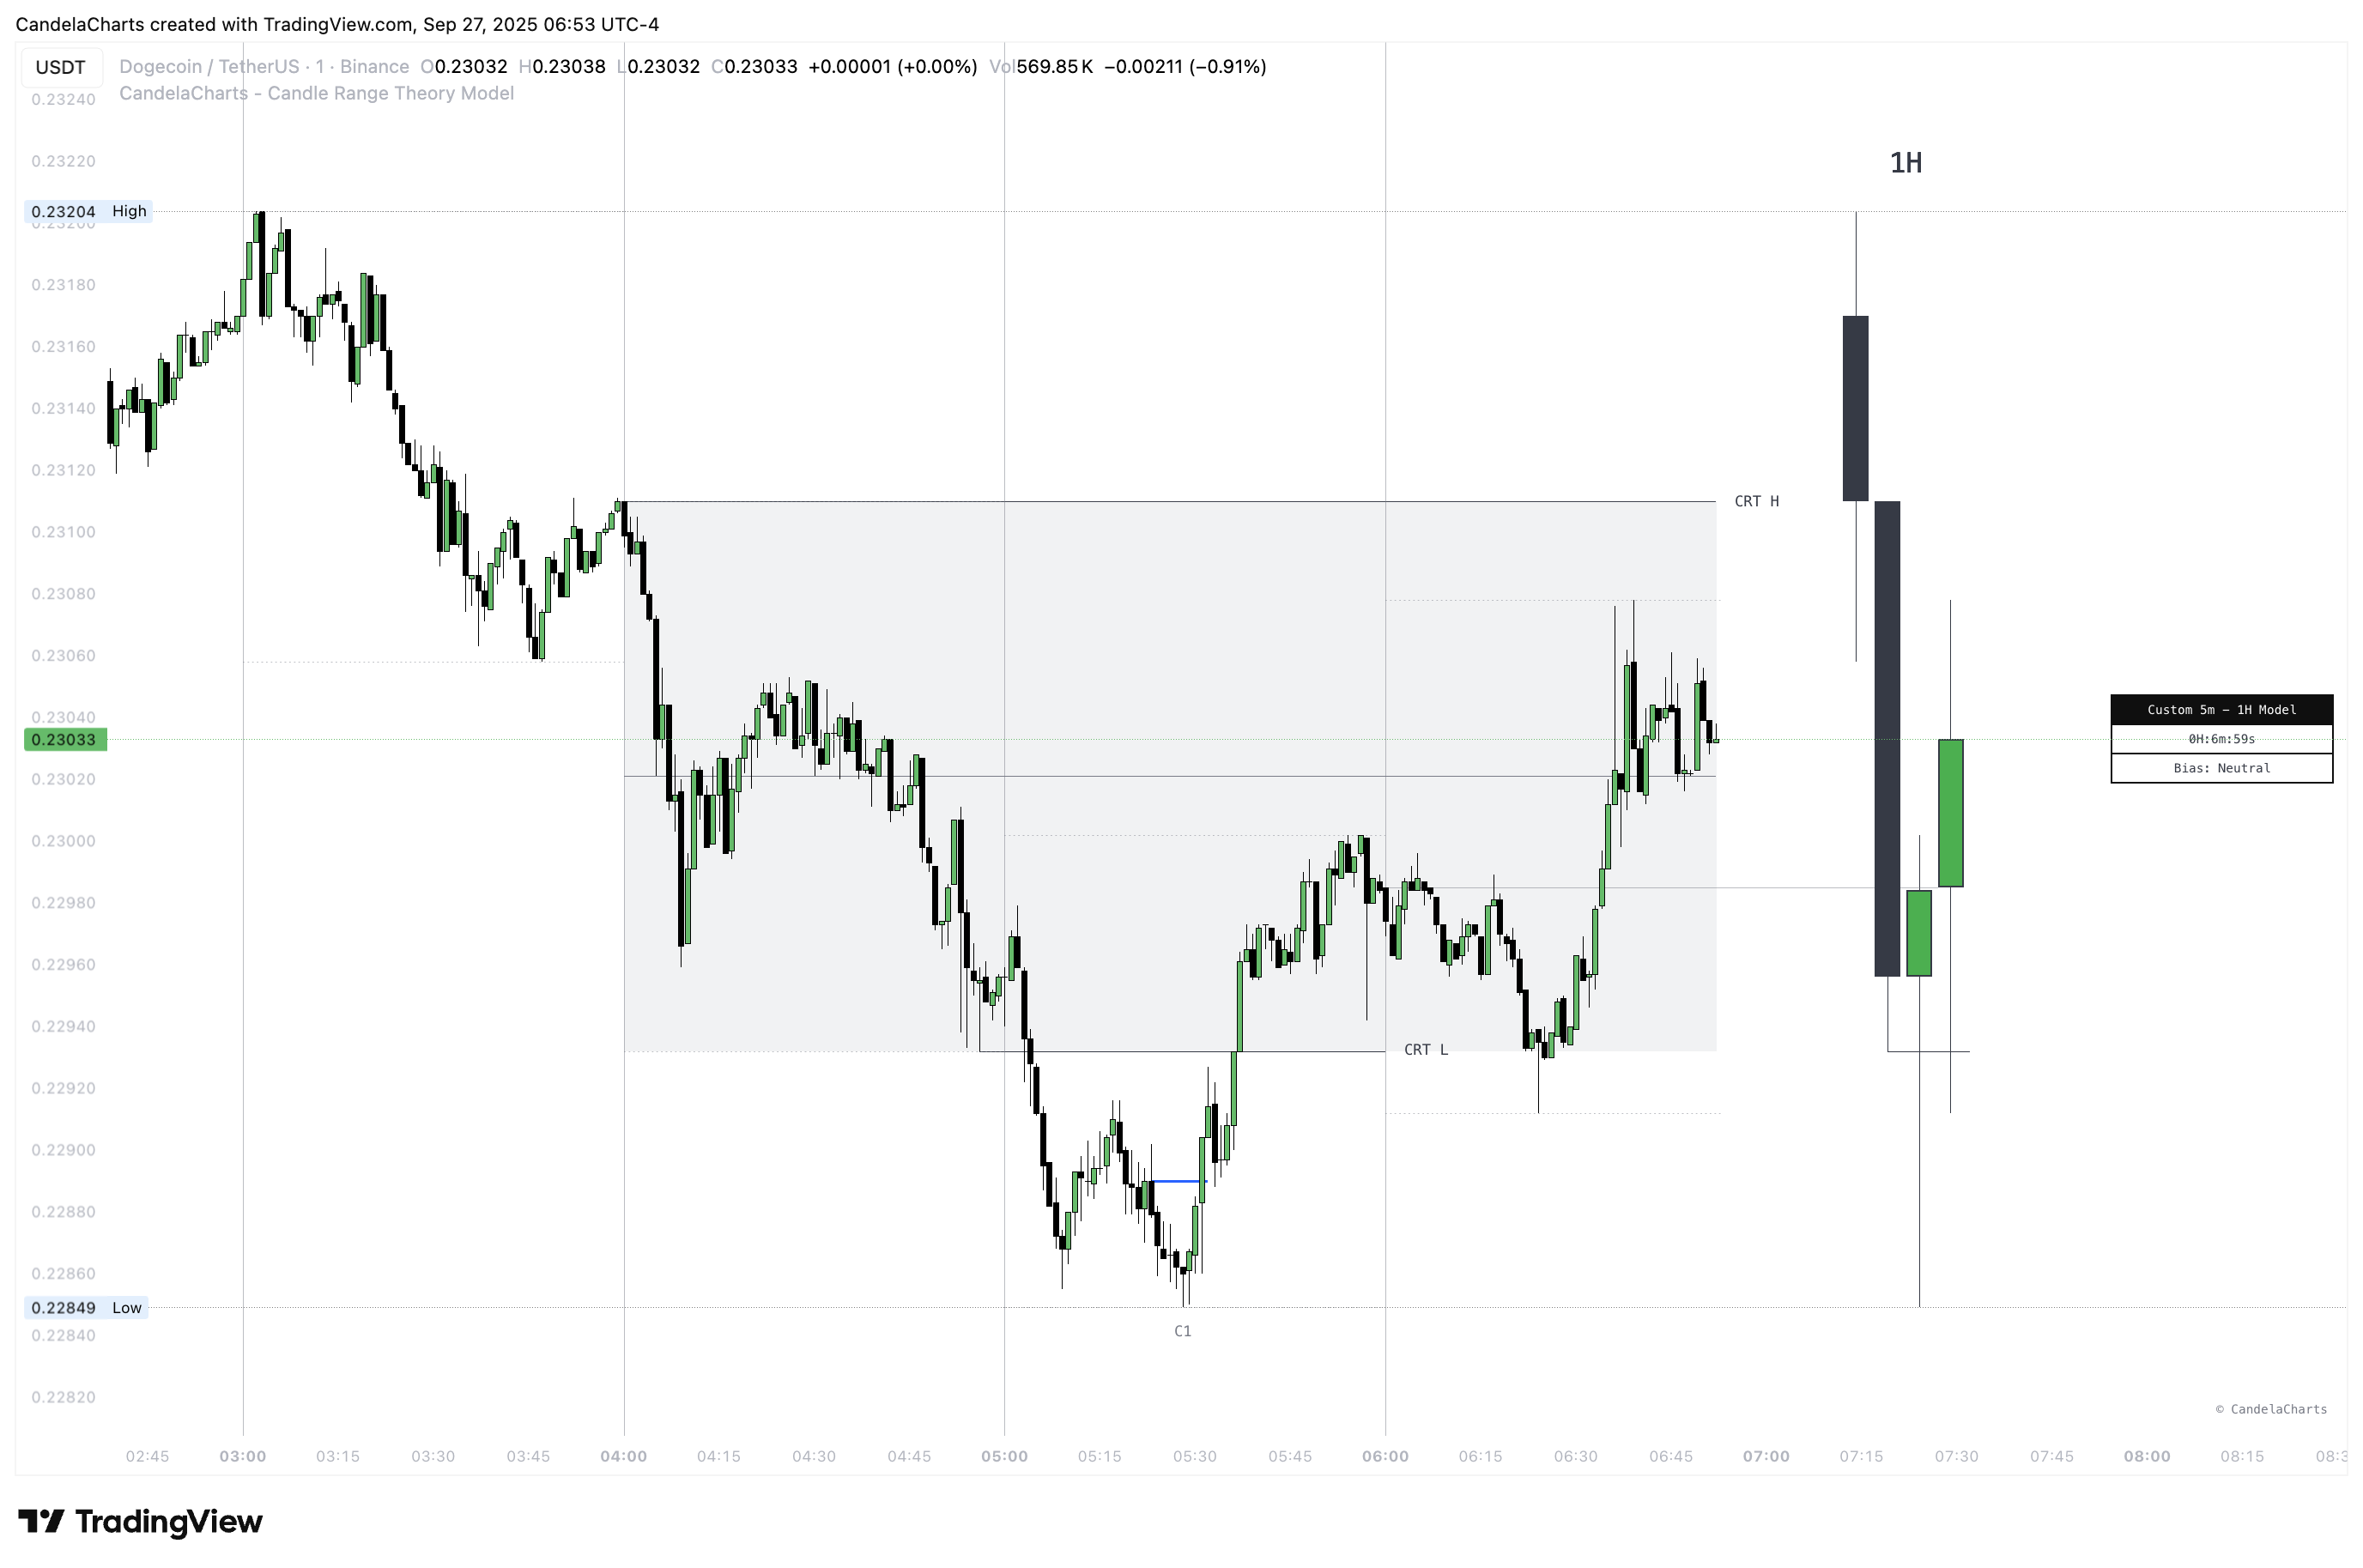 CandelaCharts created with TradingView.com, Sep 27, 2025 06:53 UTC-4
USDT
Dogecoin / TetherUS · 1 · Binance O0.23032 H0.23038 L0.23032 C0.23033 +0.00001 (+0.00%) Vol569.85 K −0.00211 (−0.91%)
CandelaCharts - Candle Range Theory Model
0.23240
0.23220
1H
0.23204 High
0.23200
0.23180
0.23160
0.23140
0.23120
CRT H
0.23100
0.23080
0.23060
0.23040
Custom 5m – 1H Model
0.23033
0H:6m:59s
Bias: Neutral
0.23020
0.23000
0.22980
0.22960
0.22940
CRT L
0.22920
0.22900
0.22880
0.22860
0.22849 Low
0.22840
C1
0.22820
© CandelaCharts
02:45 03:00 03:15 03:30 03:45 04:00 04:15 04:30 04:45 05:00 05:15 05:30 05:45 06:00 06:15 06:30 06:45 07:00 07:15 07:30 07:45 08:00 08:15 08:3
TradingView